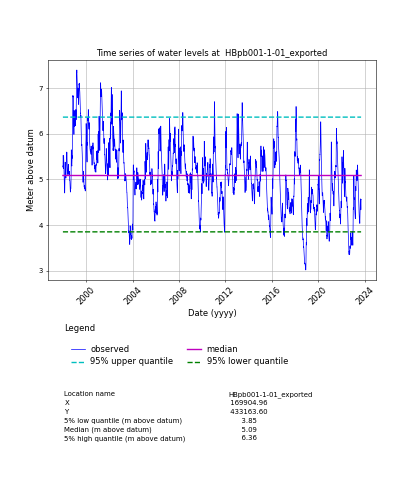 Time series of water levels at HBpb001-1-01_exported
Meter above datum
7
6
5
4
3
2000 2004 2008 2012 2016 2020 2024
Date (yyyy)
Legend
observed median
95% upper quantile 95% lower quantile
Location name HBpb001-1-01_exported
X 169904.96
Y 433163.60
5% low quantile (m above datum) 3.85
Median (m above datum) 5.09
5% high quantile (m above datum) 6.36